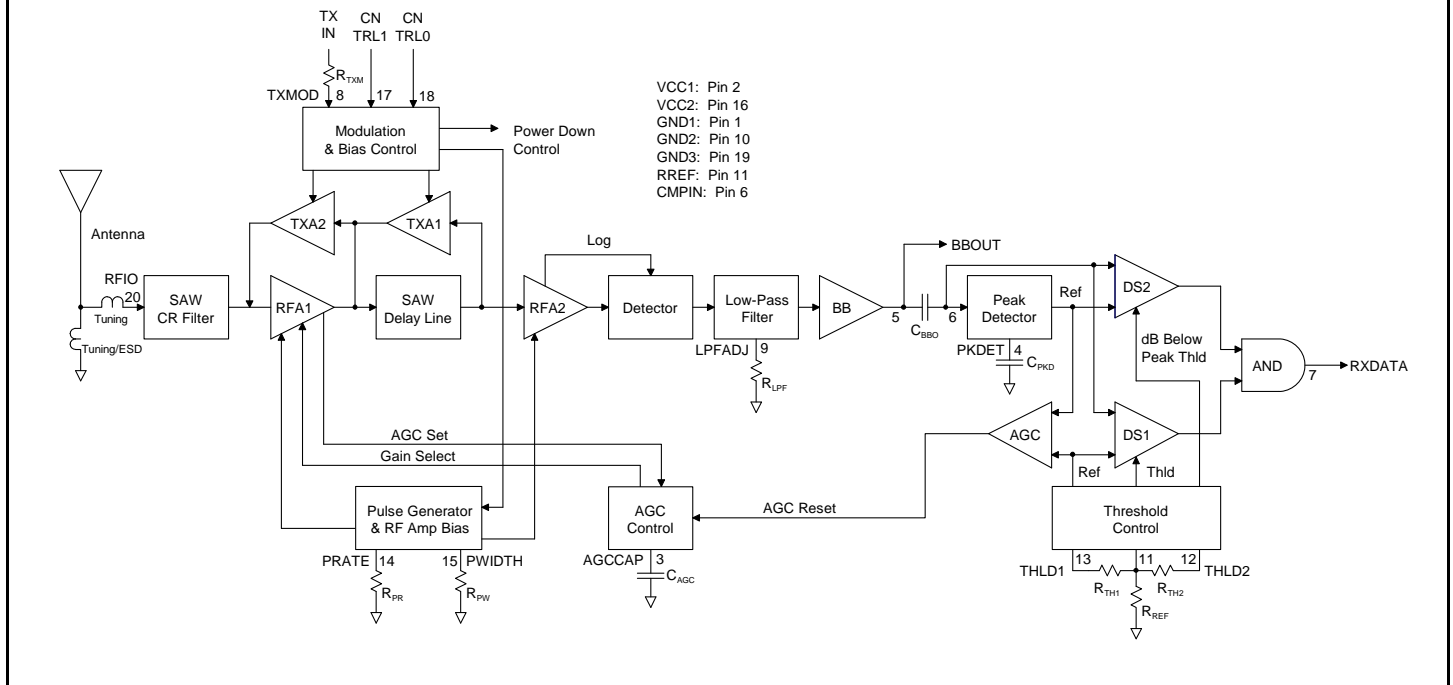 TX
IN
CN
TRL1
CN
TRL0
RTXM
TXMOD 8 17 18
Modulation
& Bias Control
Power Down
Control
VCC1: Pin 2
VCC2: Pin 16
GND1: Pin 1
GND2: Pin 10
GND3: Pin 19
RREF: Pin 11
CMPIN: Pin 6
TXA2
TXA1
Antenna
Log
BBOUT
RFIO
20
Tuning
Tuning/ESD
SAW
CR Filter
RFA1
SAW
Delay Line
RFA2
Detector
Low-Pass
Filter
BB
5
CBBO
6
Peak
Detector
Ref
DS2
LPFADJ 9
RLPF
PKDET 4
CPKD
dB Below
Peak Thld
AND
7
RXDATA
AGC Set
Gain Select
AGC
DS1
Ref
Thld
Pulse Generator
& RF Amp Bias
AGC
Control
AGC Reset
Threshold
Control
PRATE 14
15 PWIDTH
RPR
RPW
AGCCAP 3
CAGC
THLD1 13 11 12 THLD2
RTH1
RTH2
RREF